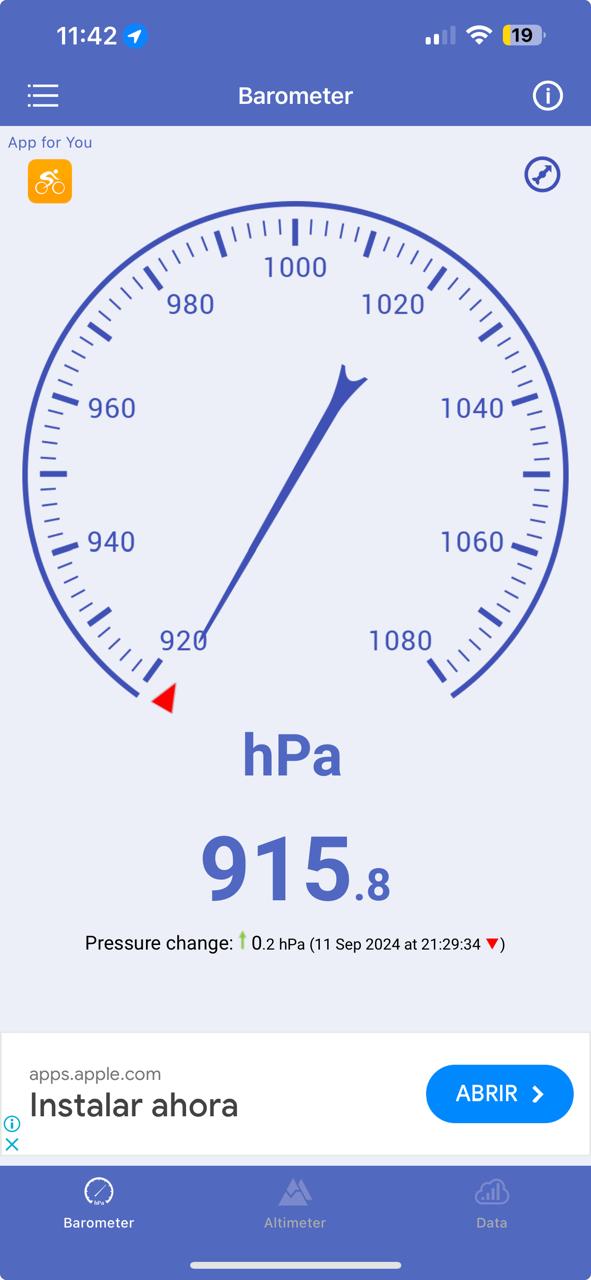 11:42
19
Barometer
App for You
1000
980
1020
960
1040
940
1060
920
1080
hPa
915.8
Pressure change: 0.2 hPa (11 Sep 2024 at 21:29:34 ▼)
apps.apple.com
Instalar ahora
ABRIR
hPa
Barometer
Altimeter
Data